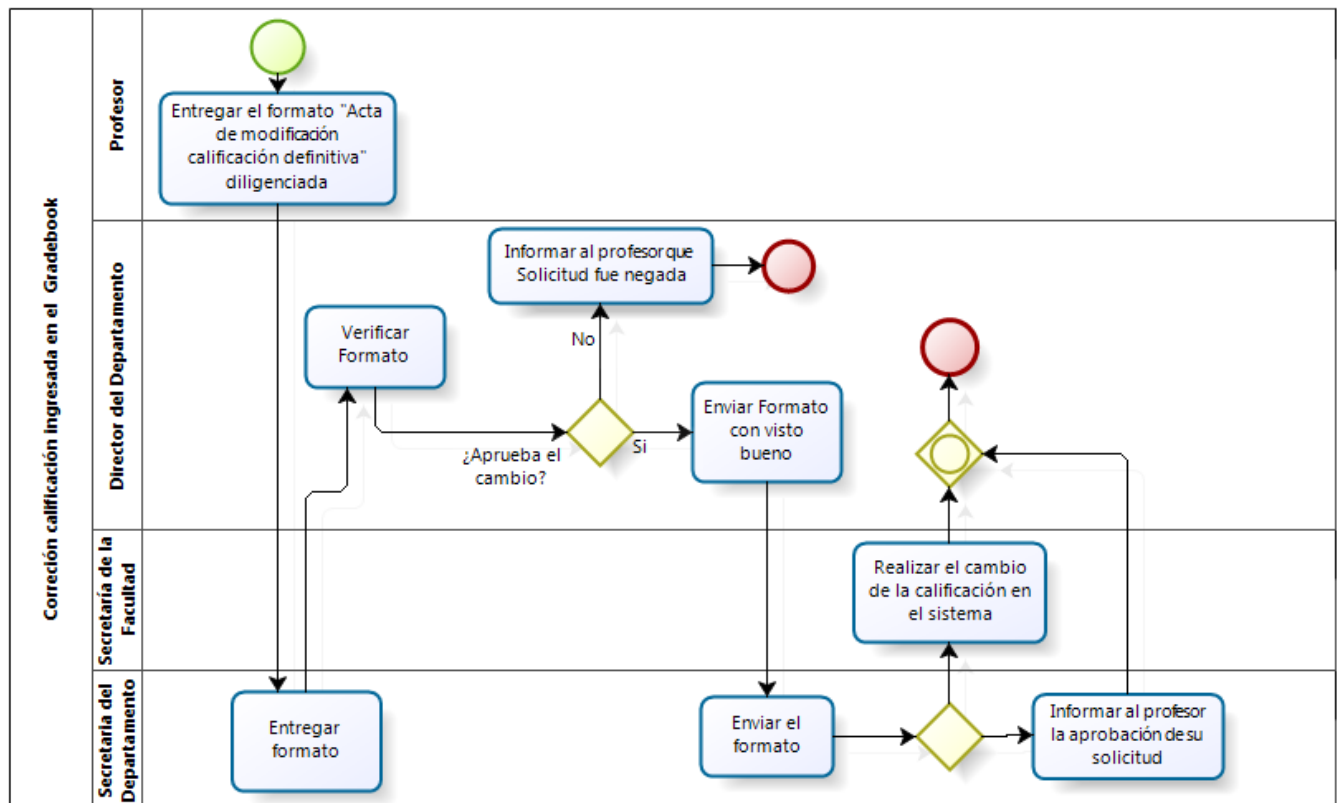 Correción calificación ingresada en el Gradebook
Profesor
Entregar el formato "Acta
de modificación
calificación definitiva"
diligenciada
Director del Departamento
Informar al profesor que
Solicitud fue negada
Verificar
Formato
No
¿Aprueba el
cambio?
Si
Enviar Formato
con visto
bueno
Secretaría de la
Facultad
Realizar el cambio
de la calificación en
el sistema
Secretaria del
Departamento
Entregar
formato
Enviar el
formato
Informar al profesor
la aprobación de su
solicitud